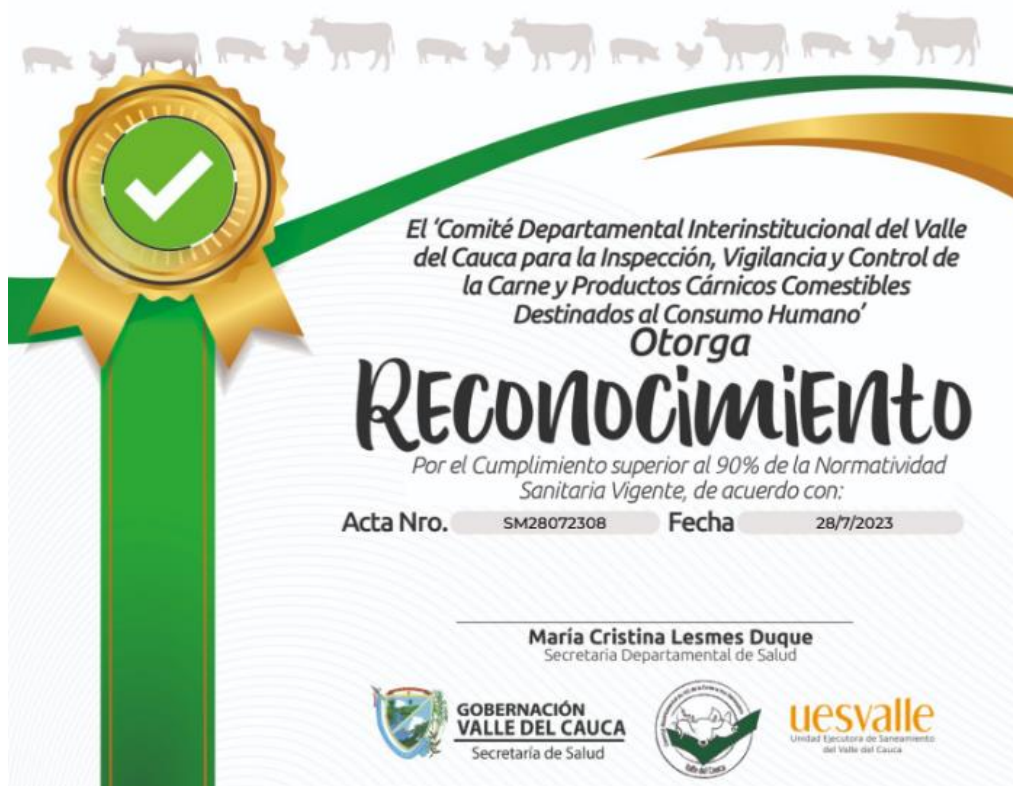 El 'Comité Departamental Interinstitucional del Valle
del Cauca para la Inspección, Vigilancia y Control de
la Carne y Productos Cárnicos Comestibles
Destinados al Consumo Humano'
Otorga
RECONOCIMIENTO
Por el Cumplimiento superior al 90% de la Normatividad
Sanitaria Vigente, de acuerdo con:
Acta Nro. SM28072308 Fecha 28/7/2023
María Cristina Lesmes Duque
Secretaria Departamental de Salud
GOBERNACIÓN
VALLE DEL CAUCA
Secretaría de Salud
Valle del Cauca
uesvalle
Unidad Ejecutora de Saneamiento
del Valle del Cauca